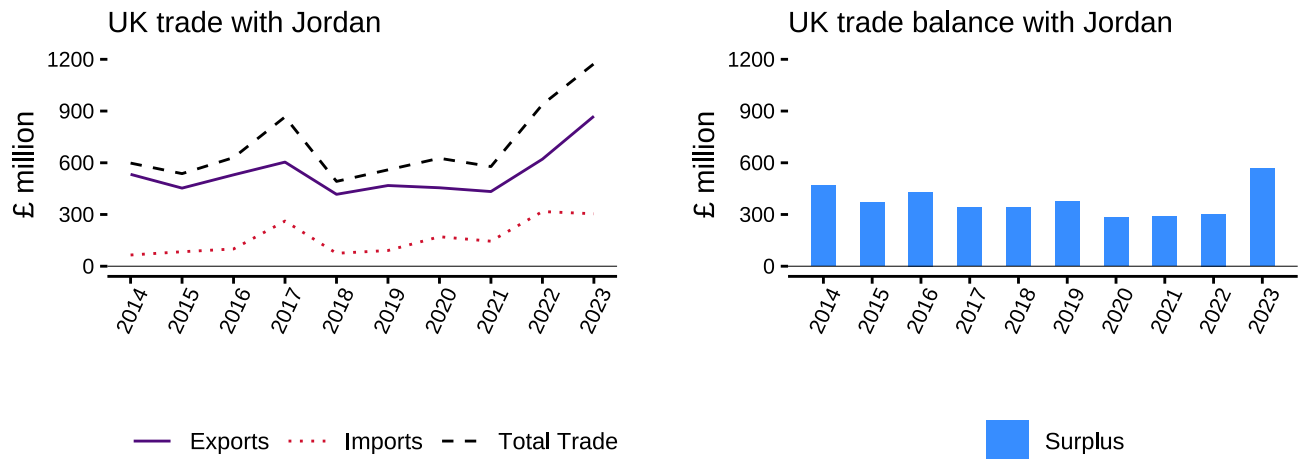 UK trade with Jordan
£ million
1200
900
600
300
0
2014 2015 2016 2017 2018 2019 2020 2021 2022 2023
Exports Imports Total Trade
UK trade balance with Jordan
£ million
1200
900
600
300
0
2014 2015 2016 2017 2018 2019 2020 2021 2022 2023
Surplus